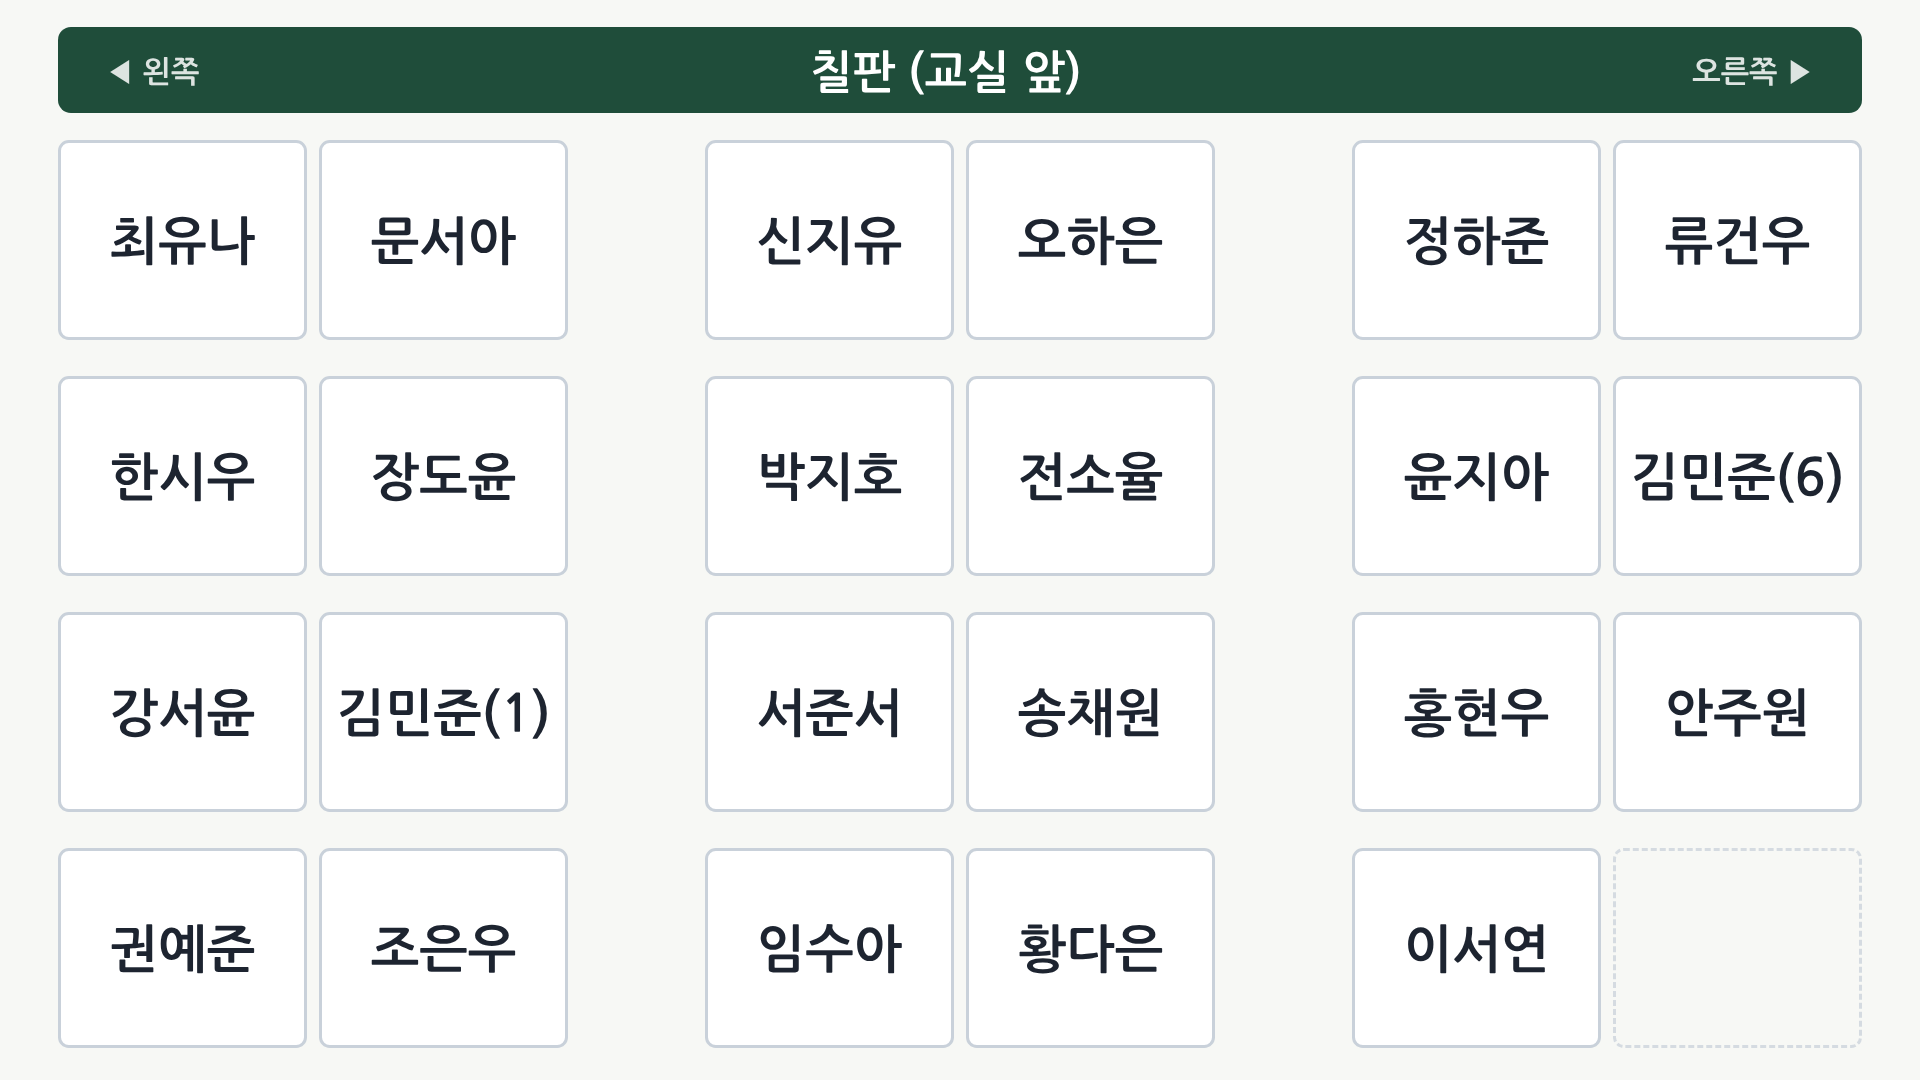 ◀ 왼쪽 칠판 (교실 앞) 오른쪽 ▶
최유나 문서아 신지유 오하은 정하준 류건우
한시우 장도윤 박지호 전소율 윤지아 김민준(6)
강서윤 김민준(1) 서준서 송채원 홍현우 안주원
권예준 조은우 임수아 황다은 이서연